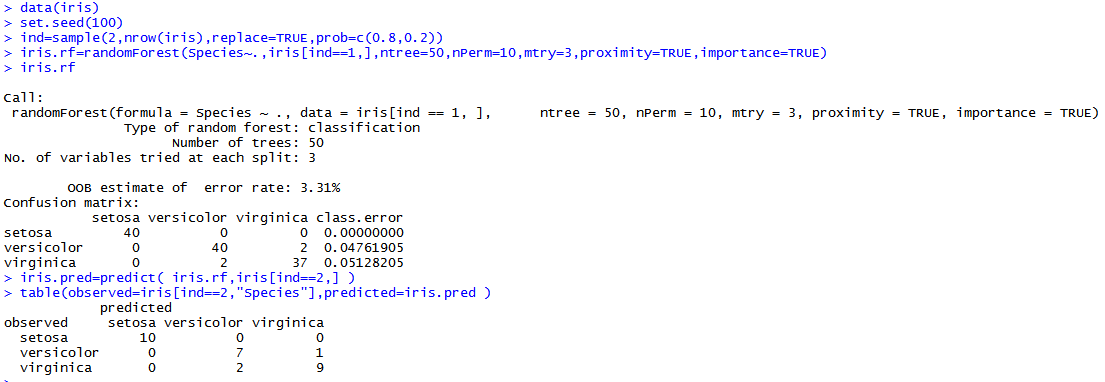 > data(iris)
> set.seed(100)
> ind=sample(2,nrow(iris),replace=TRUE,prob=c(0.8,0.2))
> iris.rf=randomForest(Species~.,iris[ind==1,],ntree=50,nPerm=10,mtry=3,proximity=TRUE,importance=TRUE)
> iris.rf
Call:
randomForest(formula = Species ~ ., data = iris[ind == 1, ], ntree = 50, nPerm = 10, mtry = 3, proximity = TRUE, importance = TRUE)
Type of random forest: classification
Number of trees: 50
No. of variables tried at each split: 3
OOB estimate of error rate: 3.31%
Confusion matrix:
setosa versicolor virginica class.error
setosa 40 0 0 0.00000000
versicolor 0 40 2 0.04761905
virginica 0 2 37 0.05128205
> iris.pred=predict( iris.rf,iris[ind==2,] )
> table(observed=iris[ind==2,"Species"],predicted=iris.pred )
predicted
observed setosa versicolor virginica
setosa 10 0 0
versicolor 0 7 1
virginica 0 2 9
>